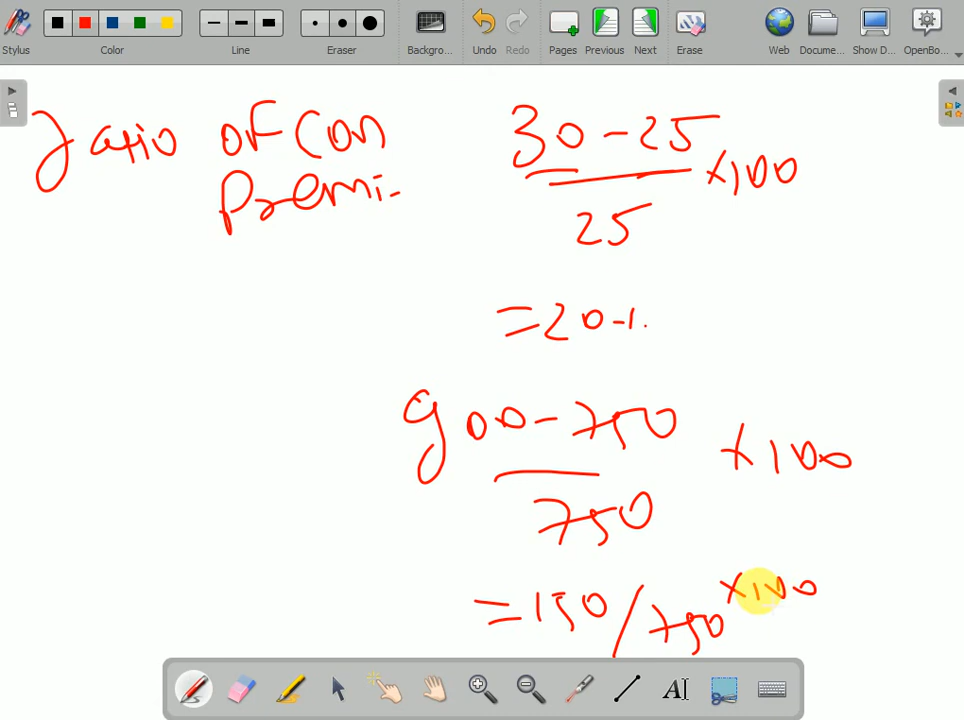 Stylus
Color
Line
Eraser
Backgro...
Undo
Redo
Pages
Previous
Next
Erase
Web
Docume...
Show D...
OpenBo...
ratio of Con
Premi-
30-25
×100
25
=20-1.
900-750
×100
750
=150/750×100